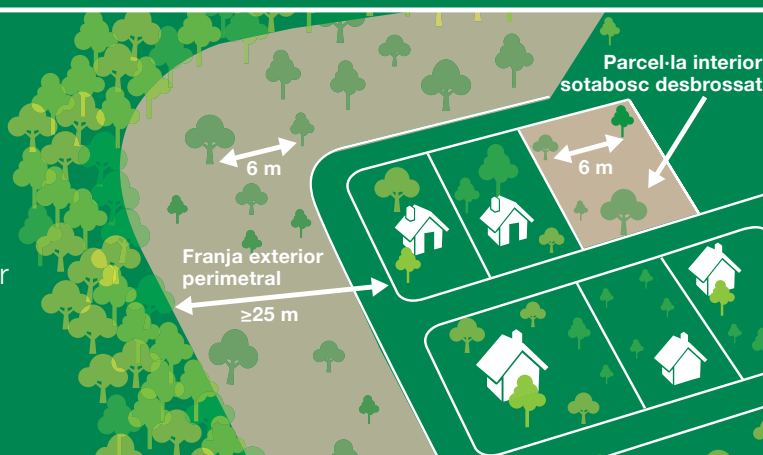 Parcel·la interior
sotabosc desbrossat
6 m
6 m
Franja exterior
perimetral
≥25 m
r